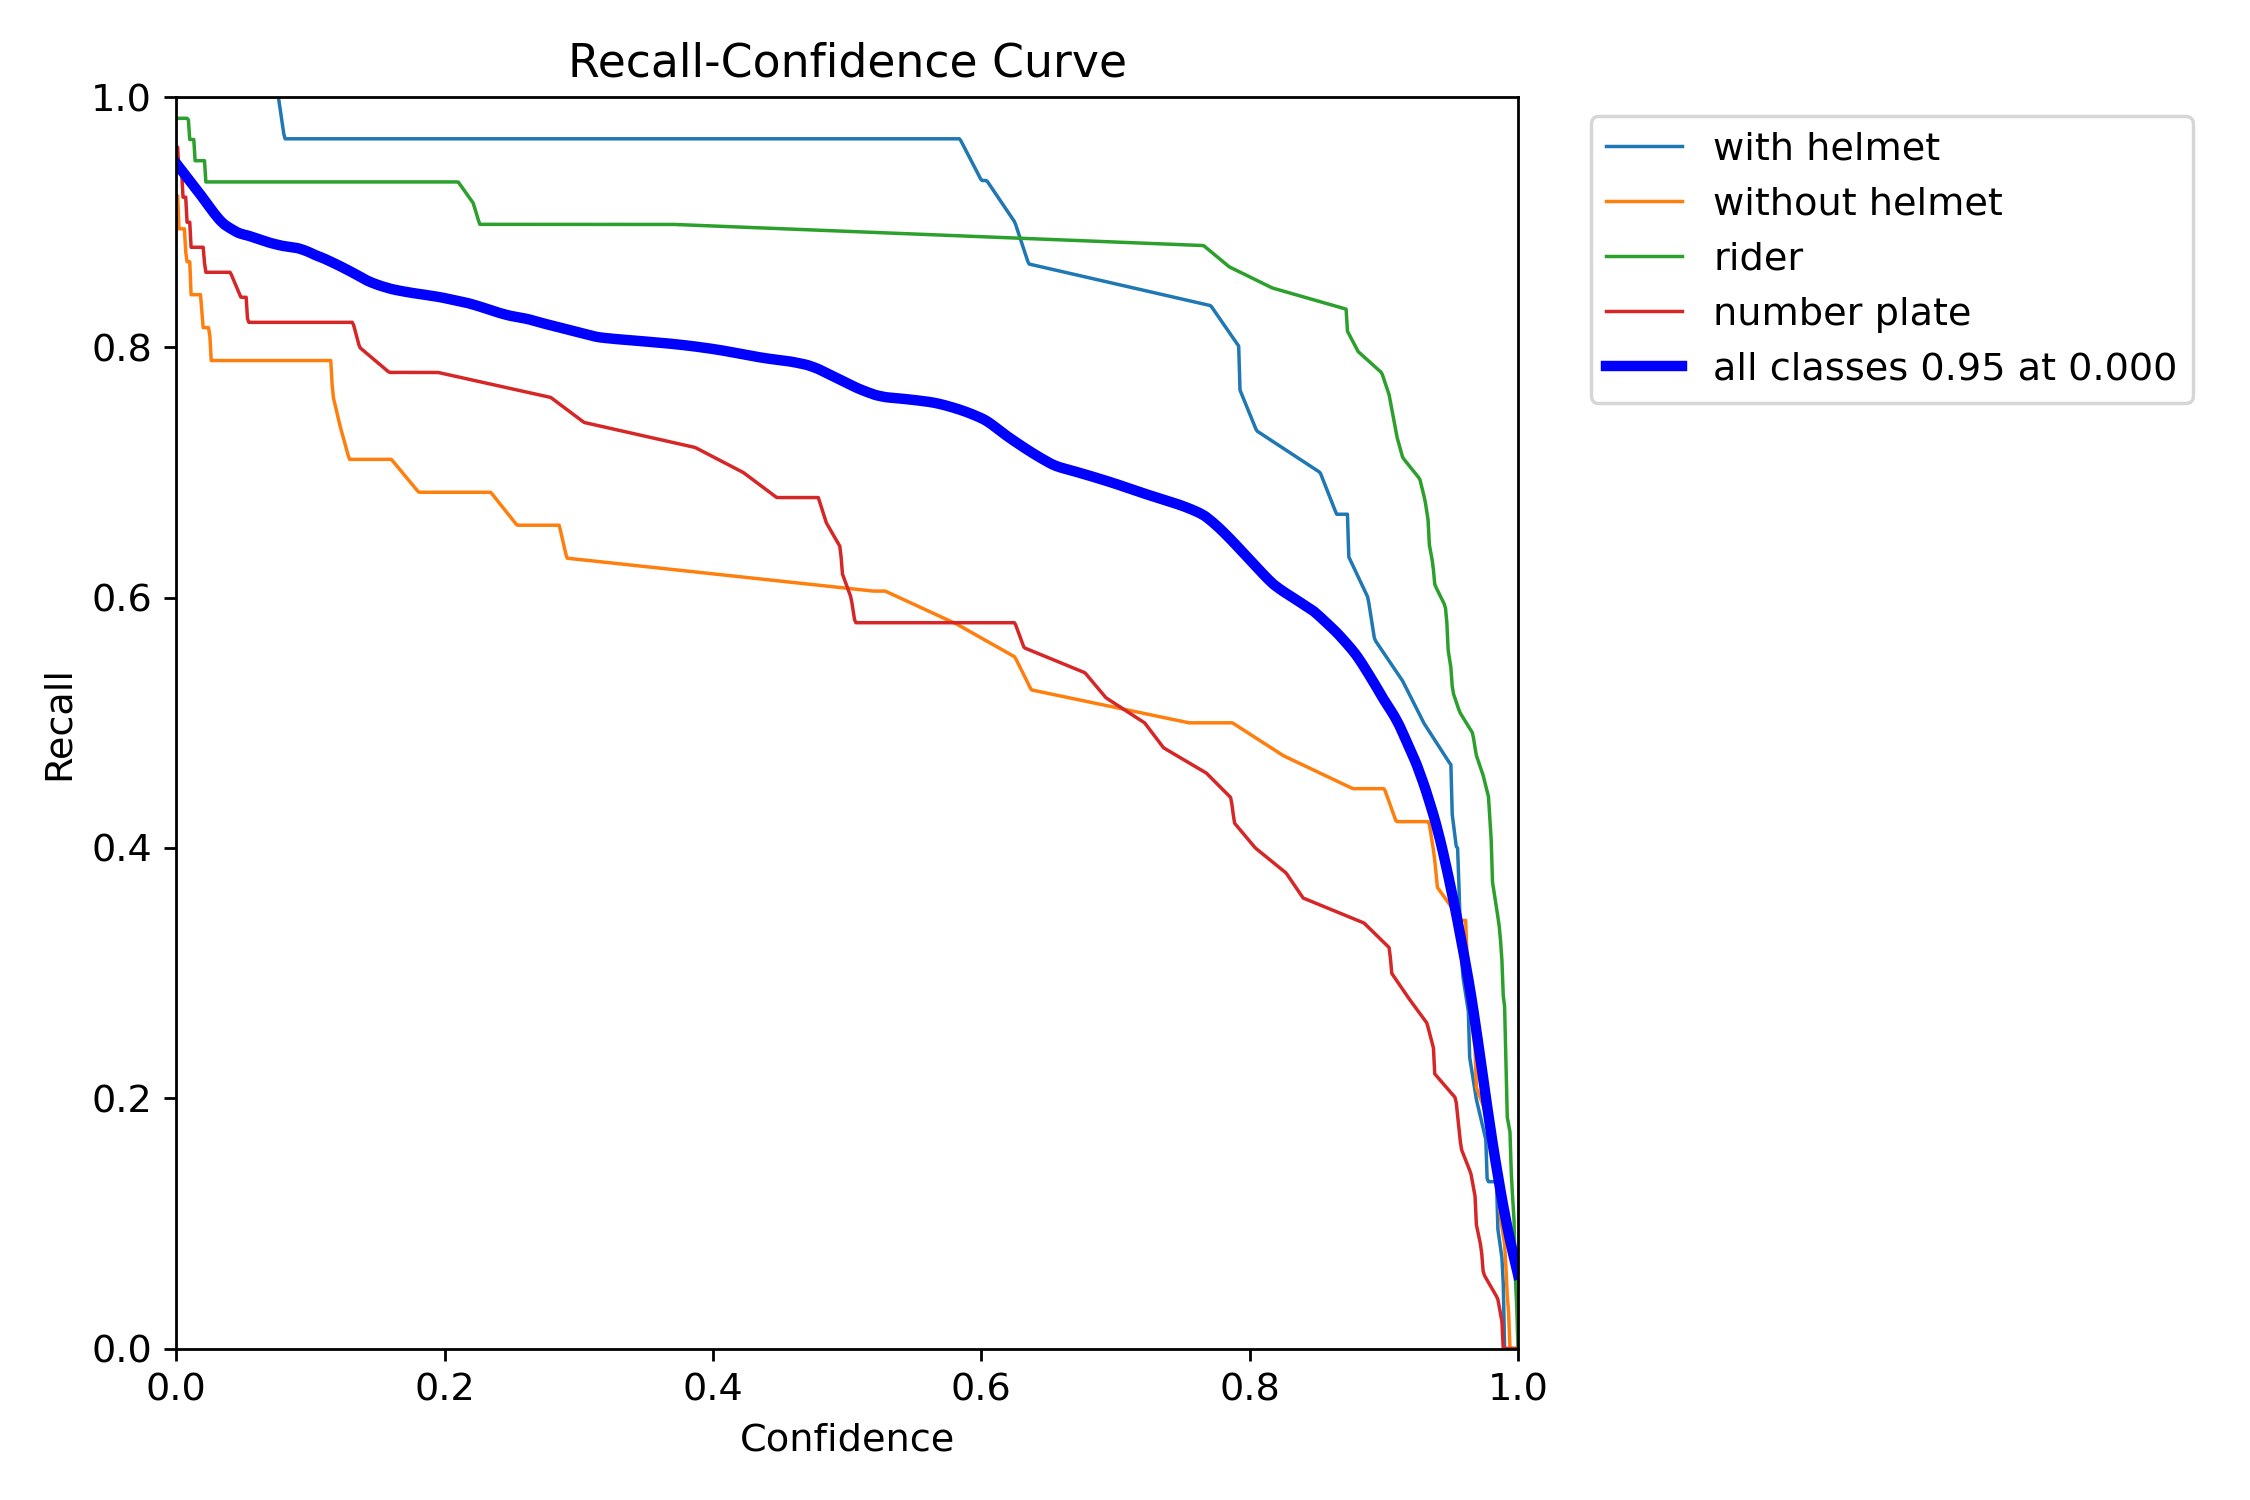 Recall-Confidence Curve
1.0
0.8
0.6
0.4
0.2
0.0
Recall
0.0 0.2 0.4 0.6 0.8 1.0
Confidence
with helmet
without helmet
rider
number plate
all classes 0.95 at 0.000